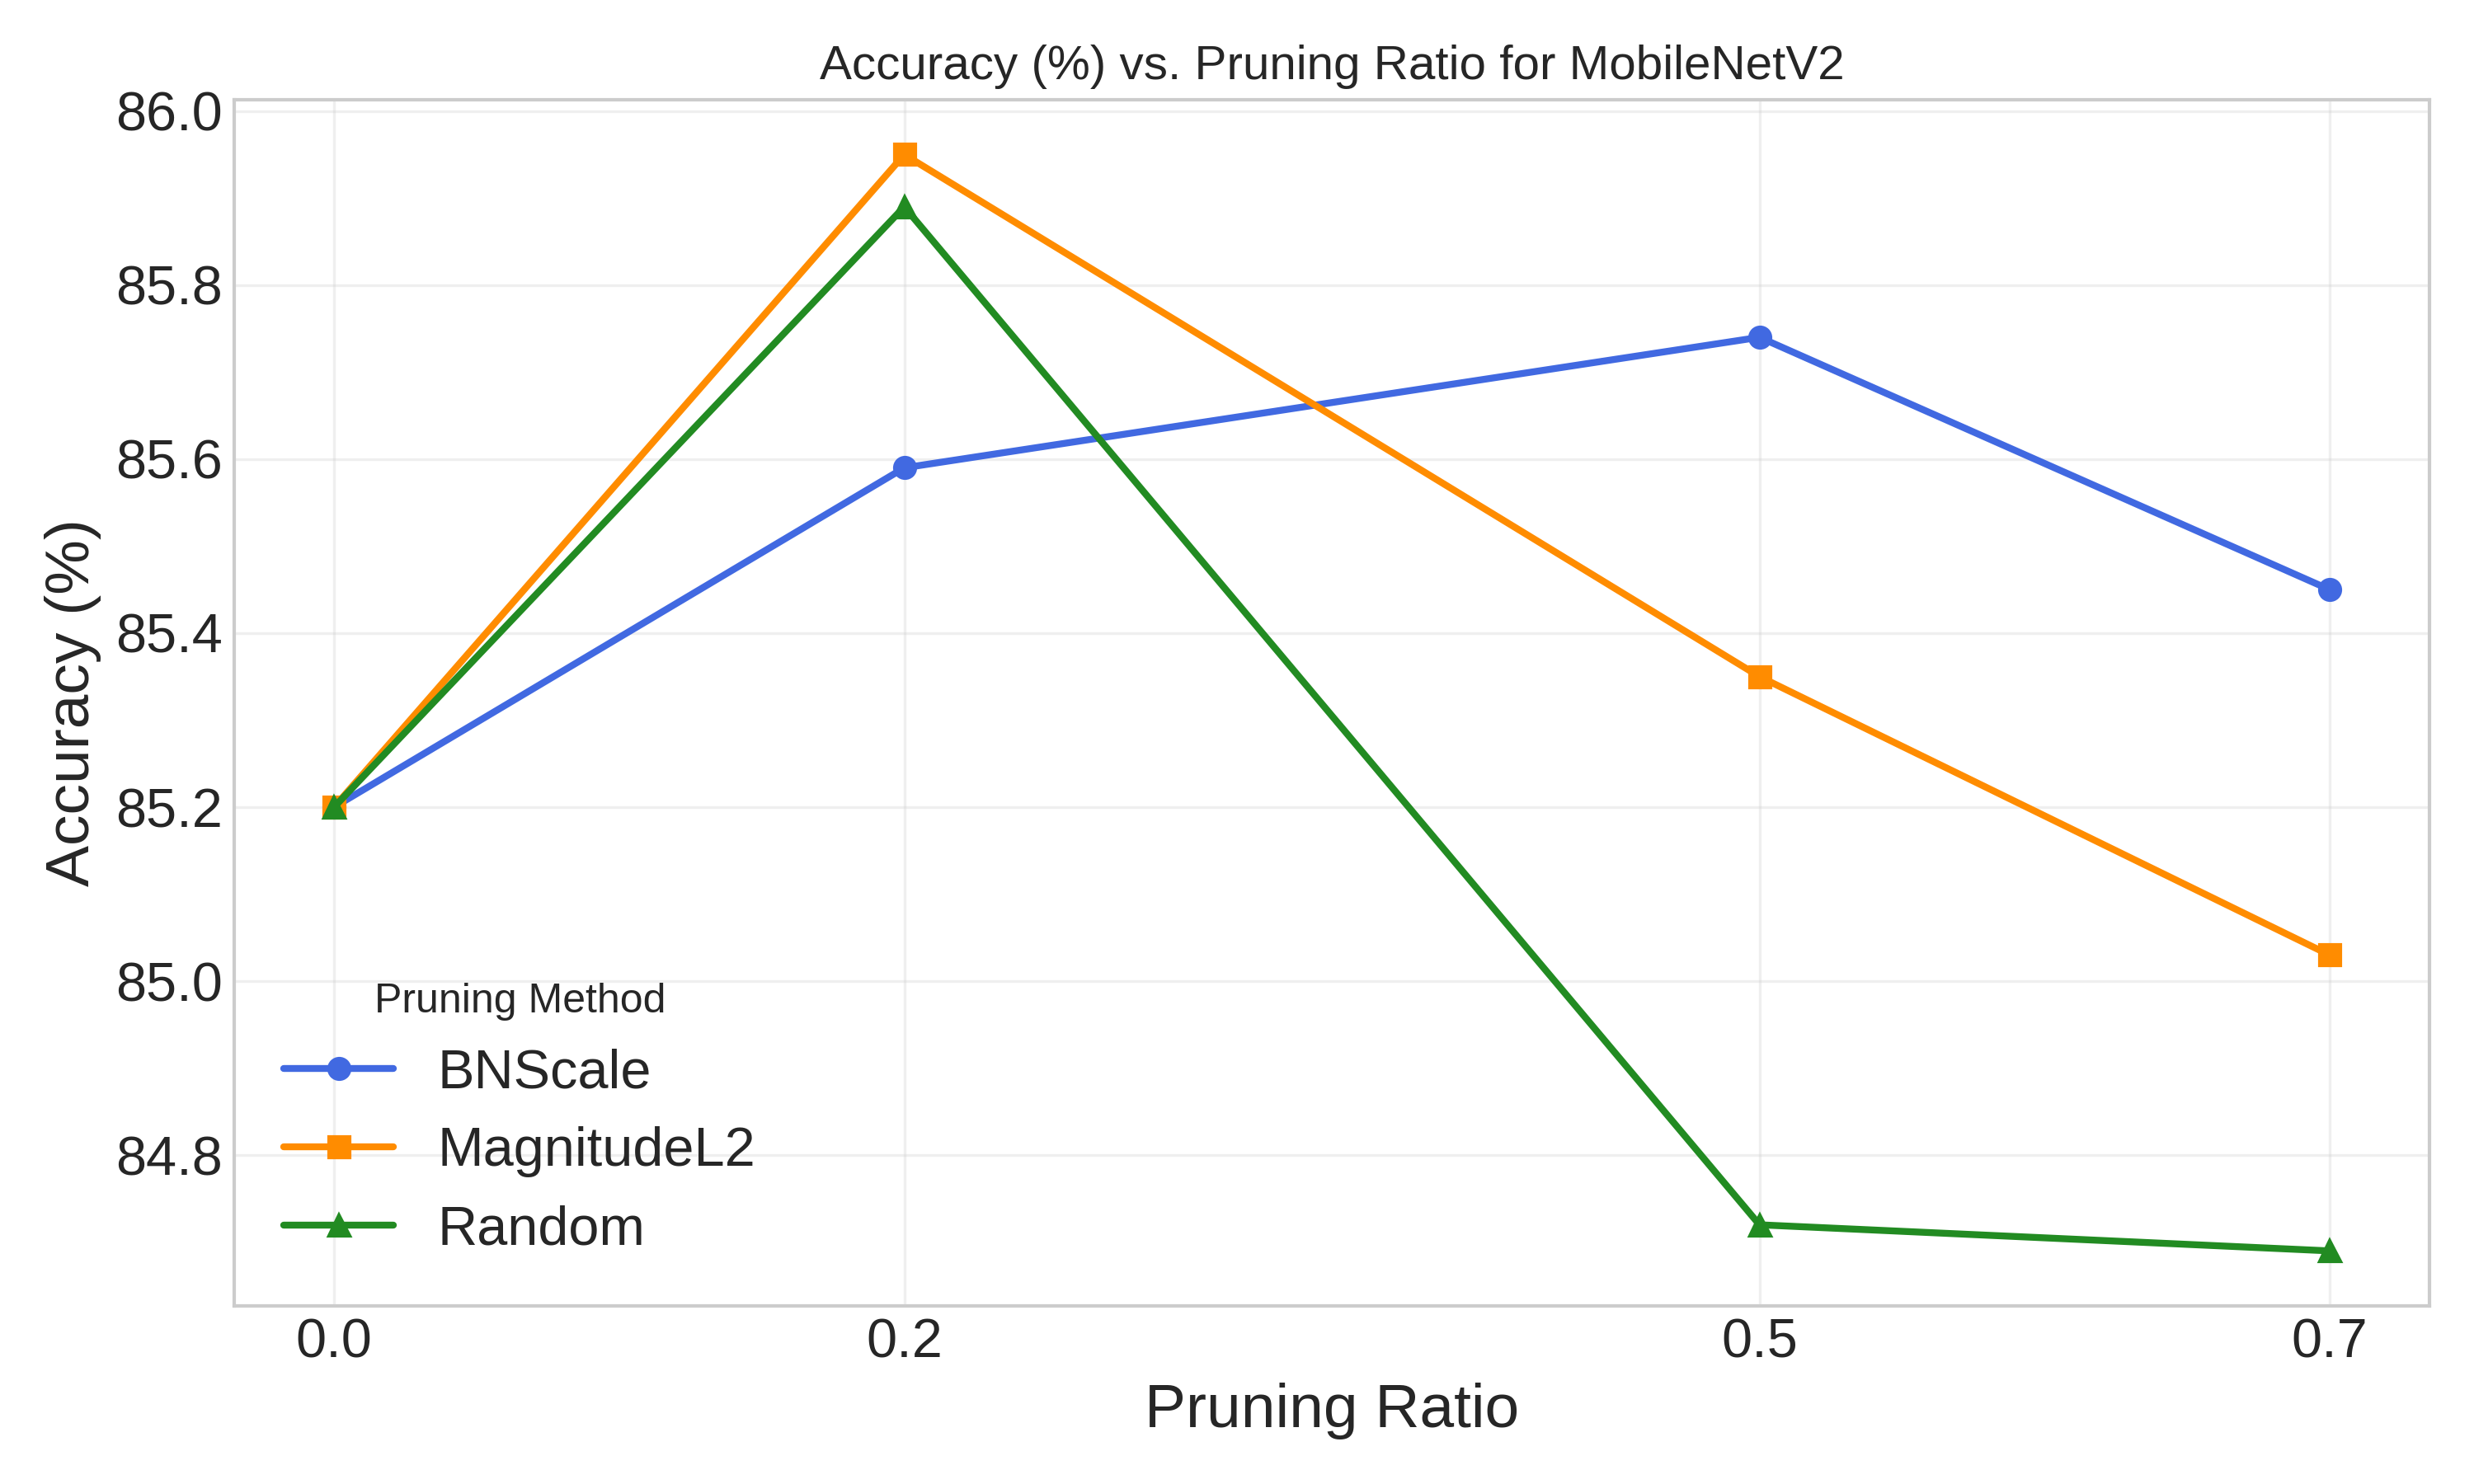 Accuracy (%) vs. Pruning Ratio for MobileNetV2
86.0
85.8
85.6
85.4
85.2
85.0
84.8
Accuracy (%)
Pruning Method
BNScale
MagnitudeL2
Random
0.0 0.2 0.5 0.7
Pruning Ratio